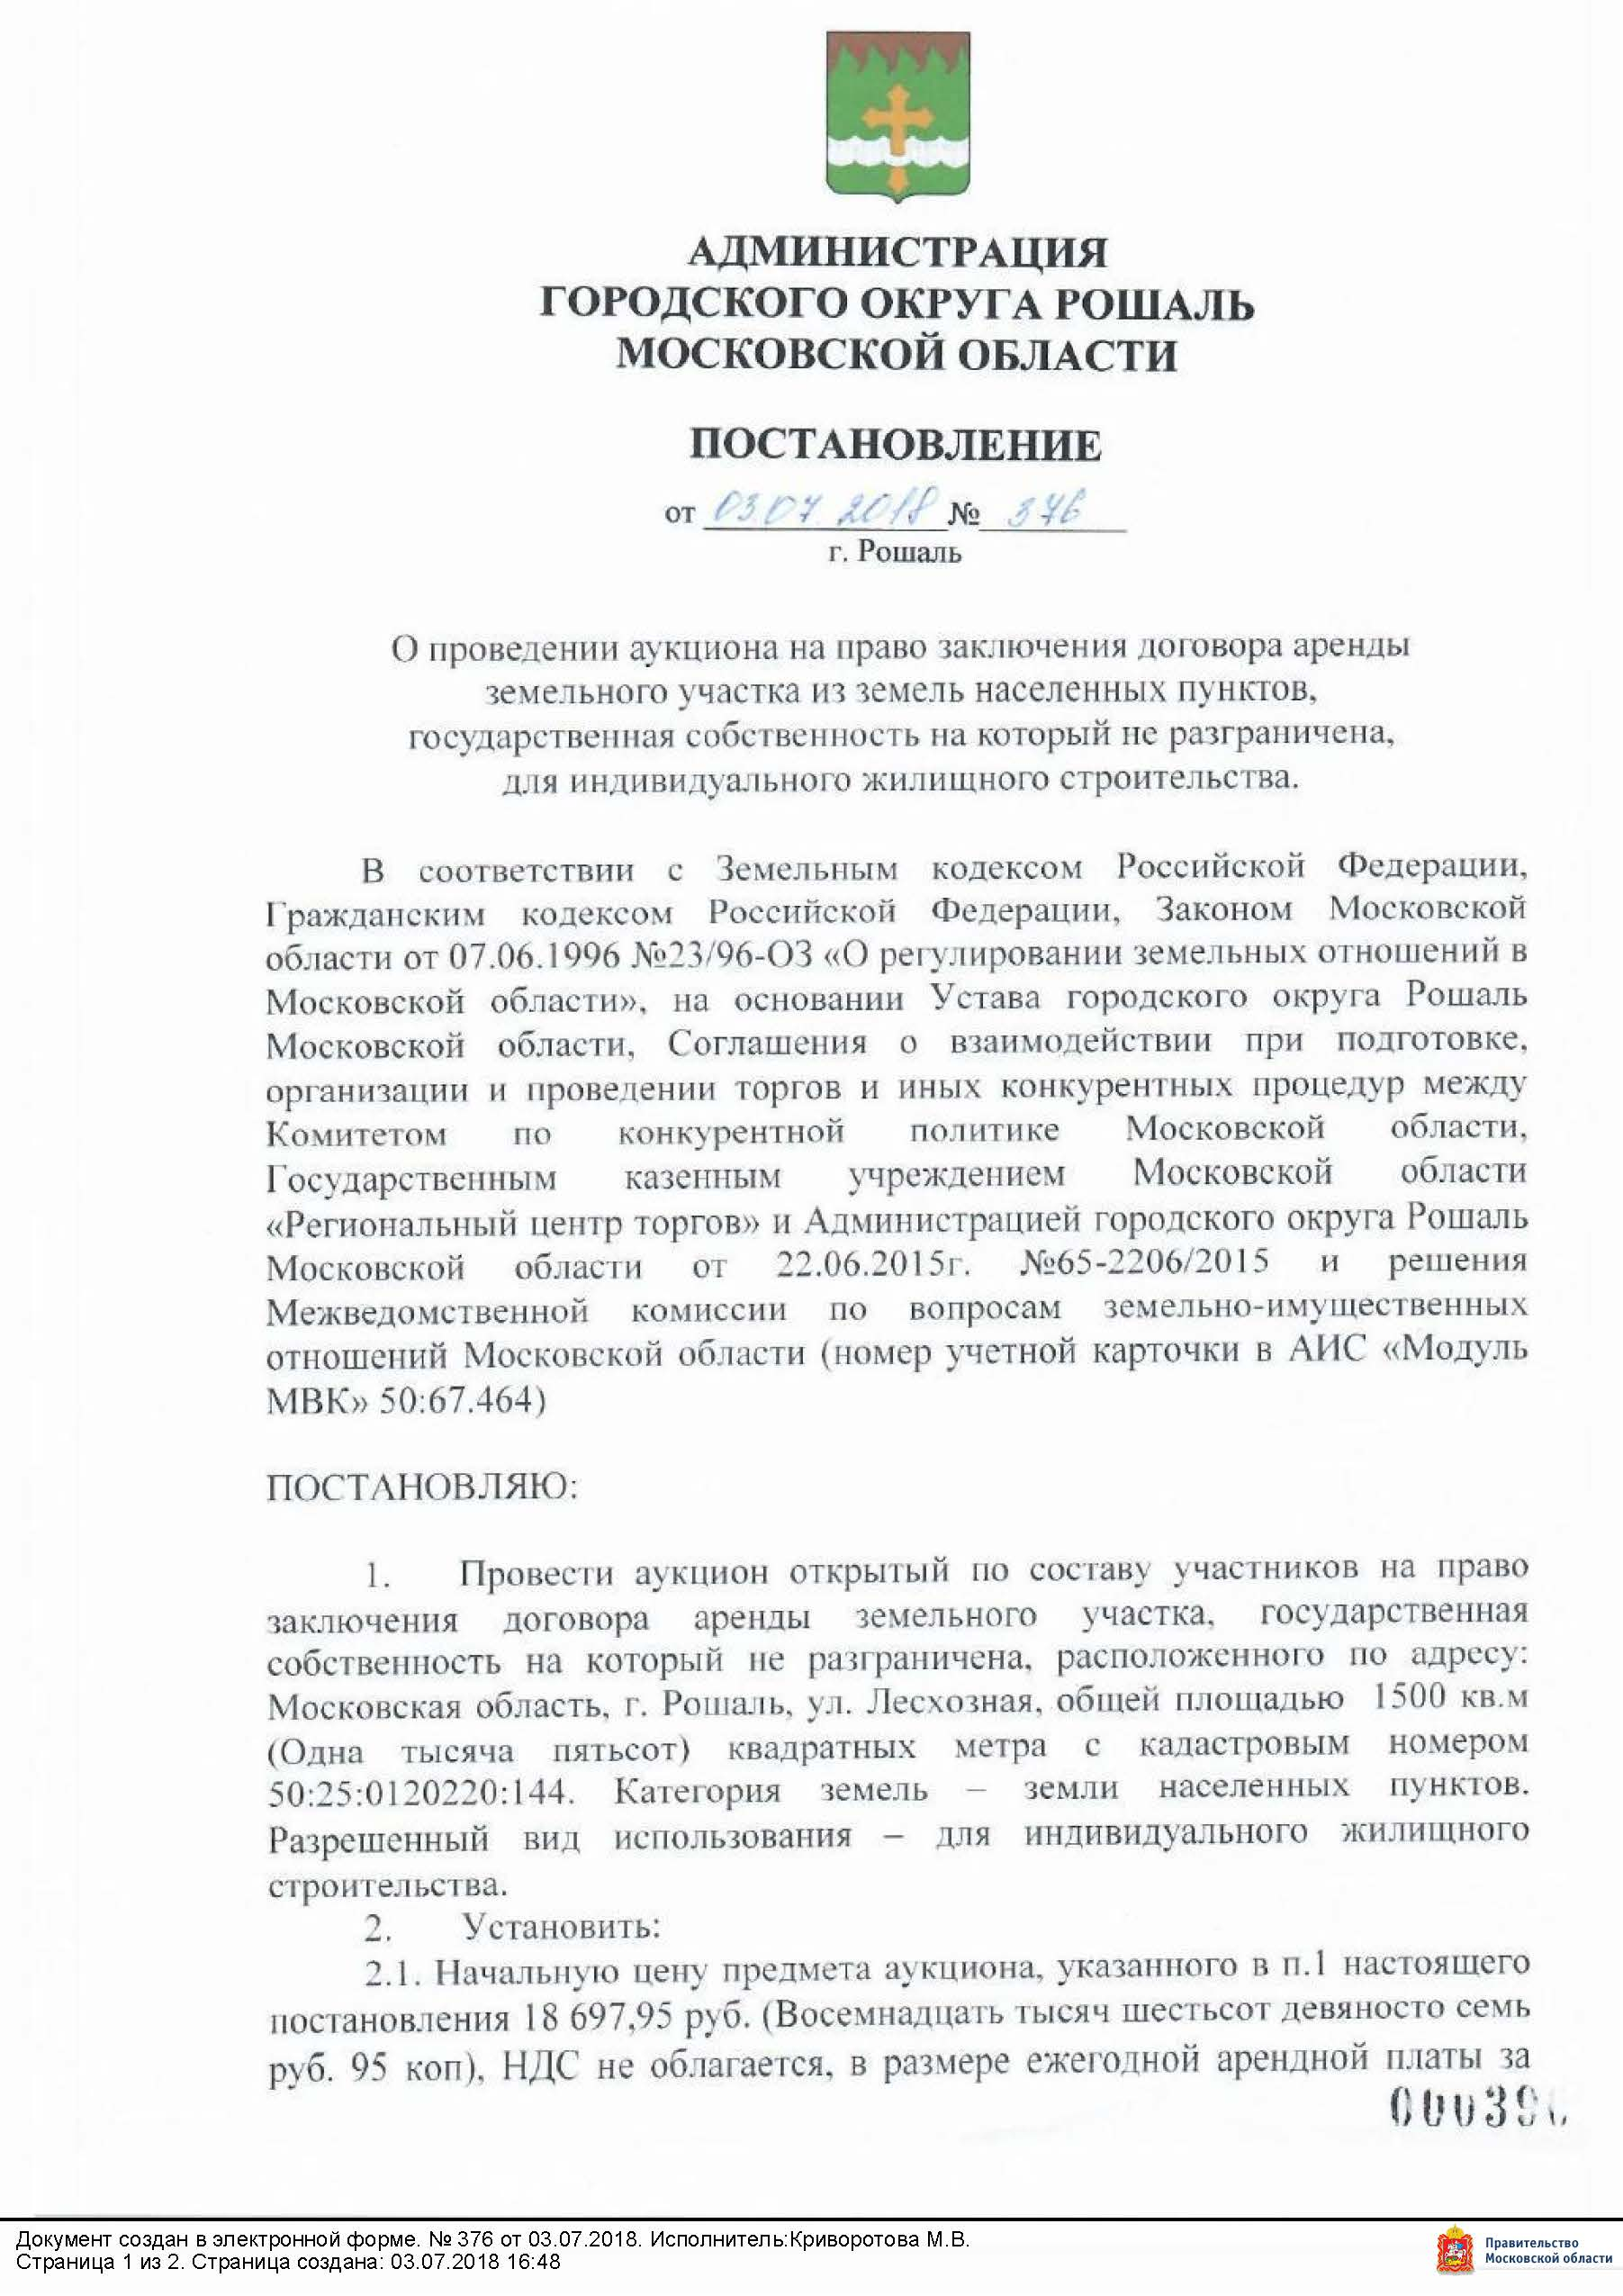 АДМИНИСТРАЦИЯ
ГОРОДСКОГО ОКРУГА РОШАЛЬ
МОСКОВСКОЙ ОБЛАСТИ
ПОСТАНОВЛЕНИЕ
от 03.07.2018 № 376
г. Рошаль
О проведении аукциона на право заключения договора аренды
земельного участка из земель населенных пунктов,
государственная собственность на который не разграничена,
для индивидуального жилищного строительства.
В соответствии с Земельным кодексом Российской Федерации,
Гражданским кодексом Российской Федерации, Законом Московской
области от 07.06.1996 №23/96-ОЗ «О регулировании земельных отношений в
Московской области», на основании Устава городского округа Рошаль
Московской области, Соглашения о взаимодействии при подготовке,
организации и проведении торгов и иных конкурентных процедур между
Комитетом по конкурентной политике Московской области,
Государственным казенным учреждением Московской области
«Региональный центр торгов» и Администрацией городского округа Рошаль
Московской области от 22.06.2015г. №65-2206/2015 и решения
Межведомственной комиссии по вопросам земельно-имущественных
отношений Московской области (номер учетной карточки в АИС «Модуль
МВК» 50:67.464)
ПОСТАНОВЛЯЮ:
1. Провести аукцион открытый по составу участников на право
заключения договора аренды земельного участка, государственная
собственность на который не разграничена, расположенного по адресу:
Московская область, г. Рошаль, ул. Лесхозная, общей площадью 1500 кв.м
(Одна тысяча пятьсот) квадратных метра с кадастровым номером
50:25:0120220:144. Категория земель – земли населенных пунктов.
Разрешенный вид использования – для индивидуального жилищного
строительства.
2. Установить:
2.1. Начальную цену предмета аукциона, указанного в п.1 настоящего
постановления 18 697,95 руб. (Восемнадцать тысяч шестьсот девяносто семь
руб. 95 коп), НДС не облагается, в размере ежегодной арендной платы за
Документ создан в электронной форме. № 376 от 03.07.2018. Исполнитель:Криворотова М.В.
Страница 1 из 2. Страница создана: 03.07.2018 16:48
Правительство
Московской области